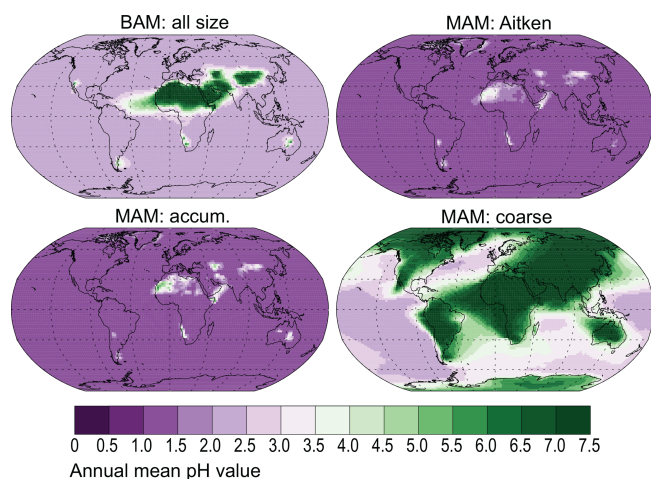 BAM: all size
MAM: Aitken
MAM: accum.
MAM: coarse
0 0.5 1.0 1.5 2.0 2.5 3.0 3.5 4.0 4.5 5.0 5.5 6.0 6.5 7.0 7.5
Annual mean pH value